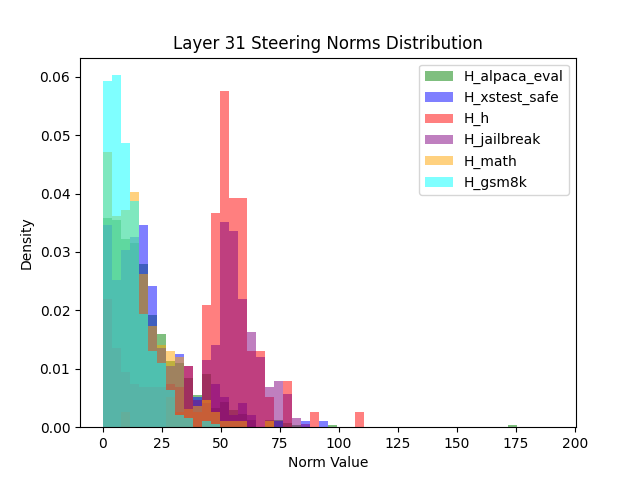 Layer 31 Steering Norms Distribution
H_alpaca_eval
H_xstest_safe
H_h
H_jailbreak
H_math
H_gsm8k
0.06
0.05
0.04
0.03
0.02
0.01
0.00
Density
0 25 50 75 100 125 150 175 200
Norm Value